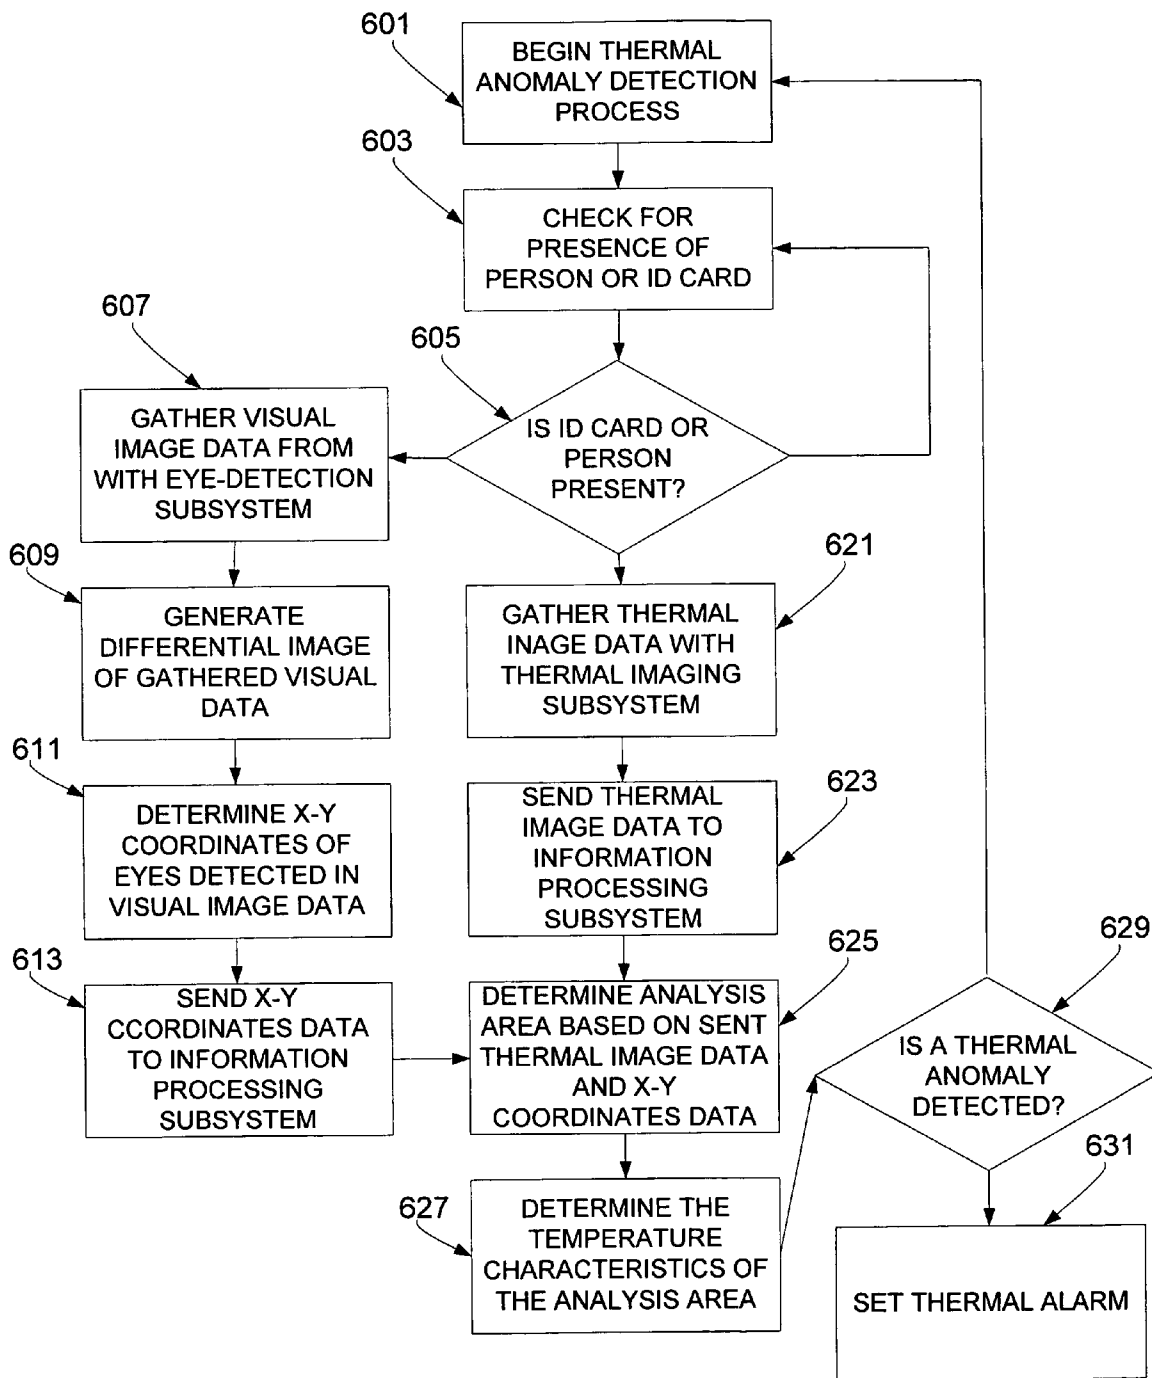 601
BEGIN THERMAL
ANOMALY DETECTION
PROCESS
603
CHECK FOR
PRESENCE OF
PERSON OR ID CARD
605
IS ID CARD OR
PERSON
PRESENT?
607
GATHER VISUAL
IMAGE DATA FROM
WITH EYE-DETECTION
SUBSYSTEM
609
GENERATE
DIFFERENTIAL IMAGE
OF GATHERED VISUAL
DATA
611
DETERMINE X-Y
COORDINATES OF
EYES DETECTED IN
VISUAL IMAGE DATA
613
SEND X-Y
CCORDINATES DATA
TO INFORMATION
PROCESSING
SUBSYSTEM
621
GATHER THERMAL
INAGE DATA WITH
THERMAL IMAGING
SUBSYSTEM
623
SEND THERMAL
IMAGE DATA TO
INFORMATION
PROCESSING
SUBSYSTEM
625
DETERMINE ANALYSIS
AREA BASED ON SENT
THERMAL IMAGE DATA
AND X-Y
COORDINATES DATA
627
DETERMINE THE
TEMPERATURE
CHARACTERISTICS OF
THE ANALYSIS AREA
629
IS A THERMAL
ANOMALY
DETECTED?
631
SET THERMAL ALARM